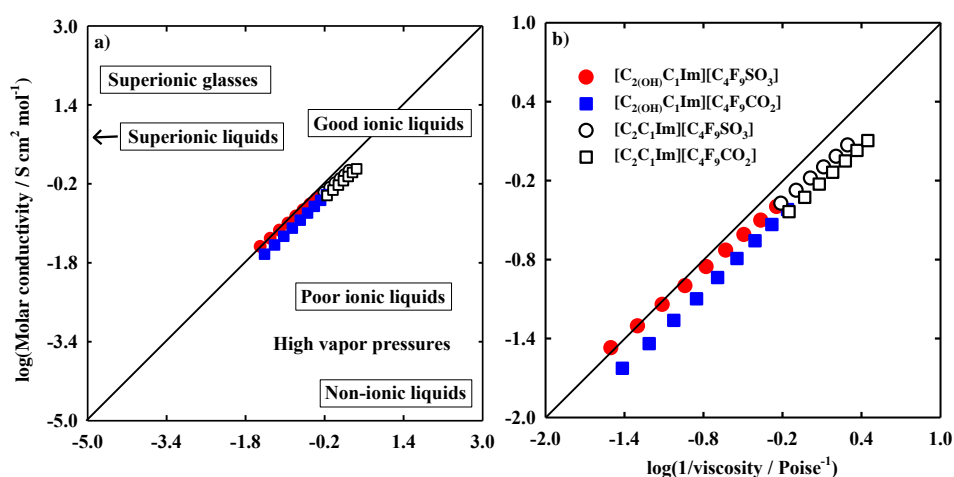 a)
Superionic glasses
Superionic liquids
Good ionic liquids
Poor ionic liquids
High vapor pressures
Non-ionic liquids
log(Molar conductivity / S cm² mol⁻¹)
3.0
1.4
-0.2
-1.8
-3.4
-5.0
-5.0 -3.4 -1.8 -0.2 1.4 3.0
b)
[C₂₍OH₎C₁Im][C₄F₉SO₃]
[C₂₍OH₎C₁Im][C₄F₉CO₂]
[C₂C₁Im][C₄F₉SO₃]
[C₂C₁Im][C₄F₉CO₂]
1.0
0.4
-0.2
-0.8
-1.4
-2.0
-2.0 -1.4 -0.8 -0.2 0.4 1.0
log(1/viscosity / Poise⁻¹)